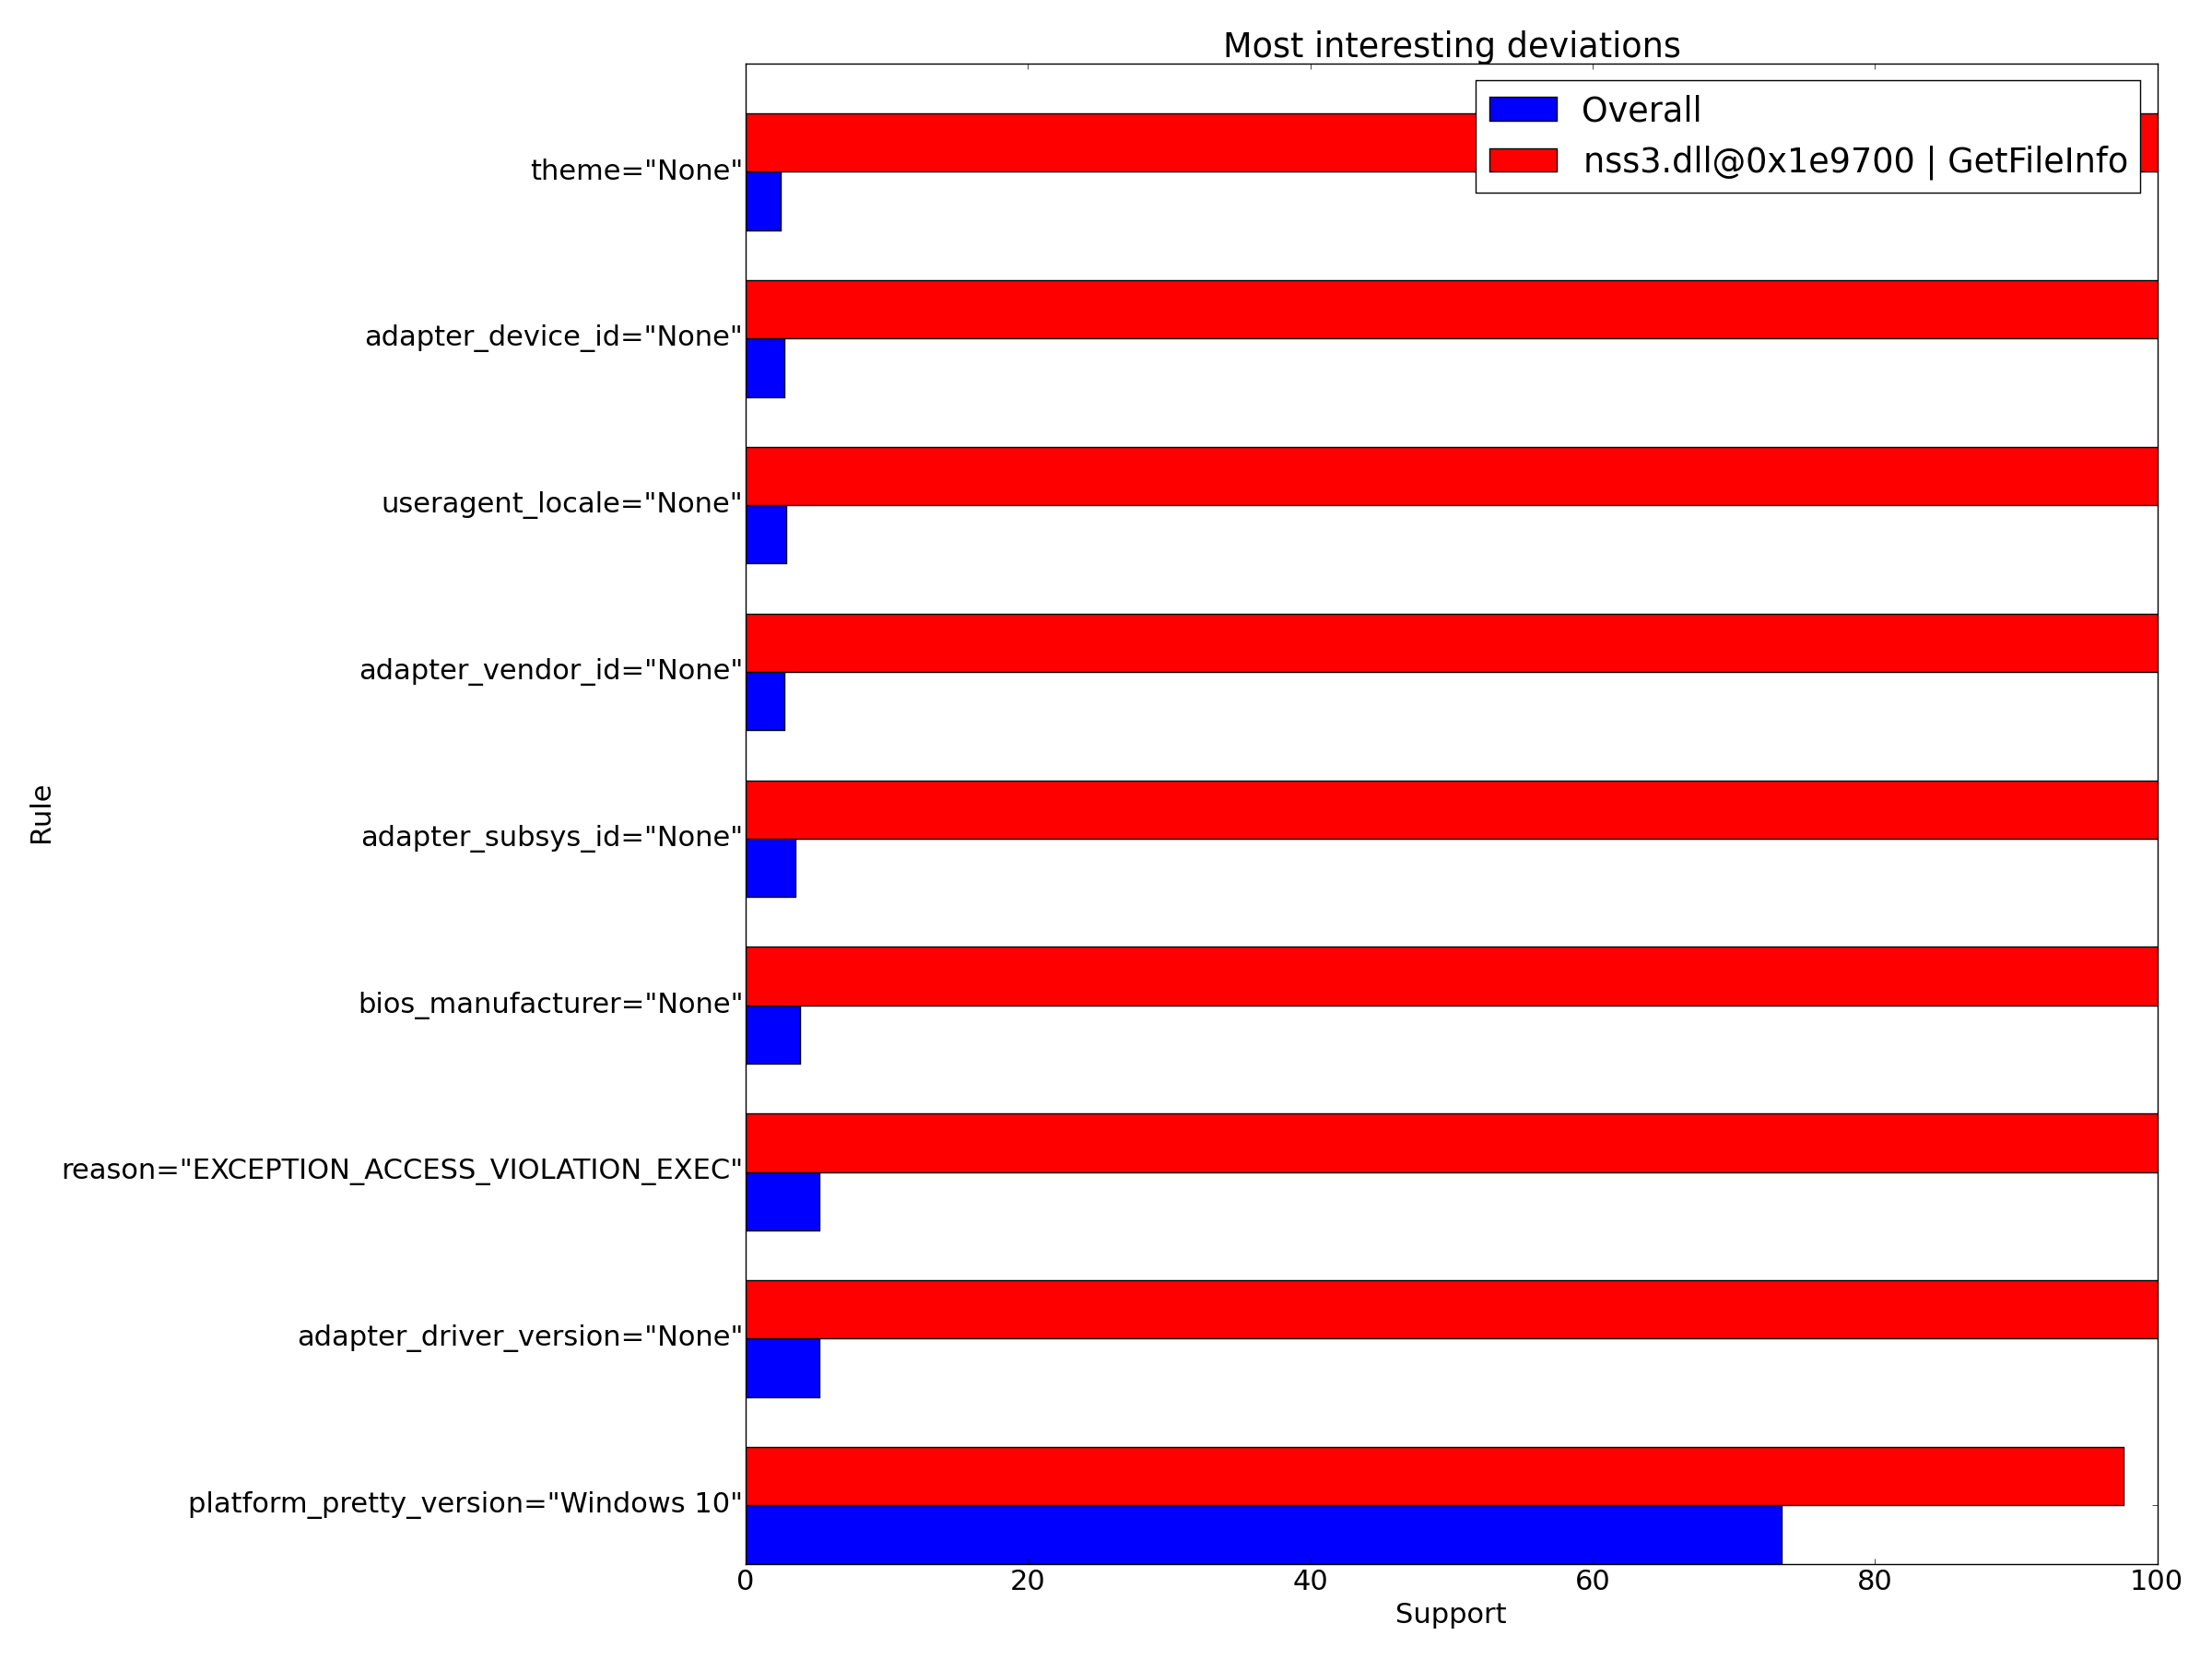 Most interesting deviations
Overall
nss3.dll@0x1e9700 | GetFileInfo
theme="None"
adapter_device_id="None"
useragent_locale="None"
adapter_vendor_id="None"
Rule
adapter_subsys_id="None"
bios_manufacturer="None"
reason="EXCEPTION_ACCESS_VIOLATION_EXEC"
adapter_driver_version="None"
platform_pretty_version="Windows 10"
0 20 40 60 80 100
Support